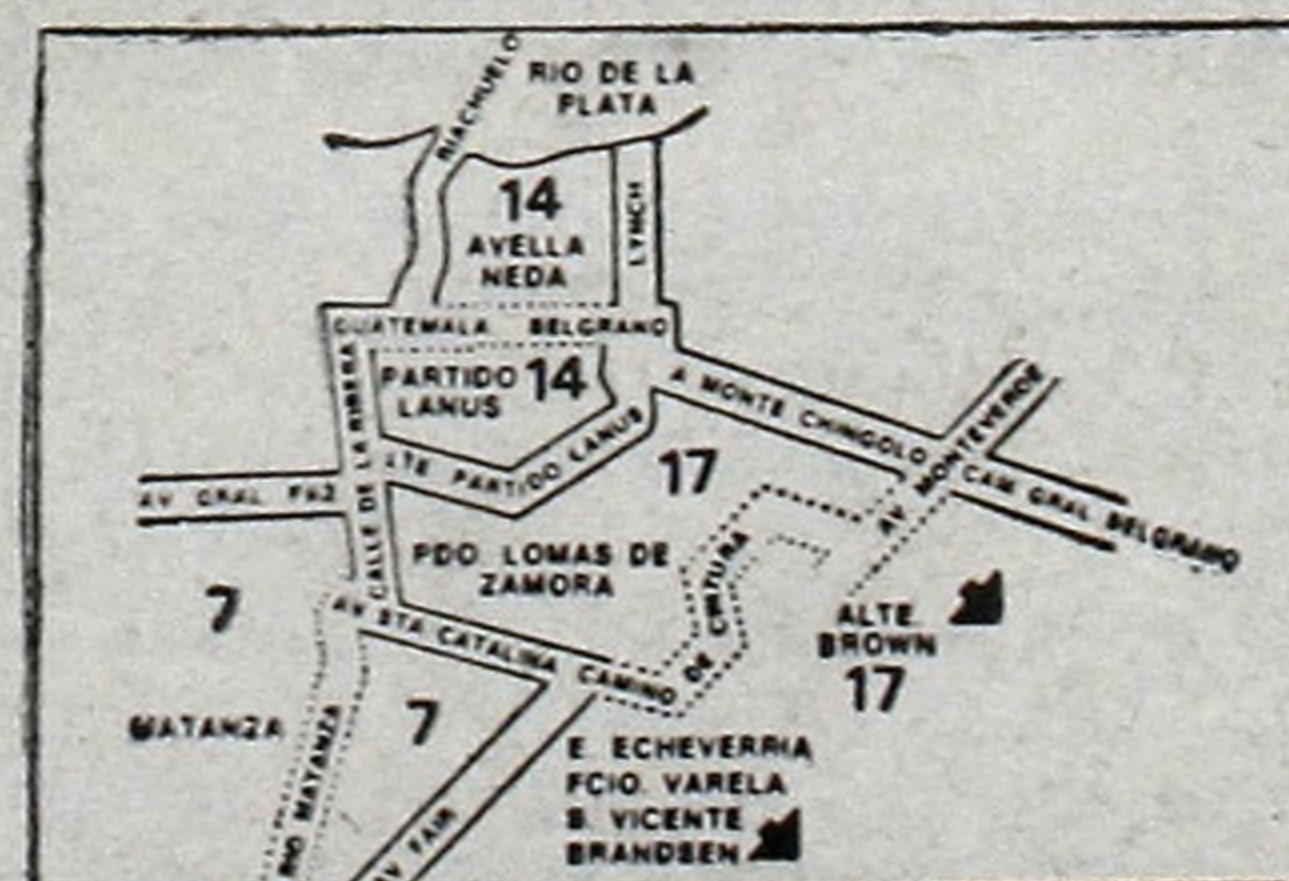 RIACHUELO
RIO DE LA
PLATA
14
AVELLA
NEDA
LYNCH
GUATEMALA BELGRANO
PARTIDO 14
LANUS
LTE PARTIDO LANUS
A MONTE CHINGOLO
AV MONTEVERDE
CAM GRAL BELGRANO
AV GRAL PAZ
CALLE DE LA RIBERA
17
PDO. LOMAS DE
ZAMORA
7
AV STA CATALINA
CAMINO DE CINTURA
ALTE.
BROWN
17
MATANZA
7
RIO MATANZA
AV FAIR
E. ECHEVERRIA
FCIO. VARELA
S. VICENTE
BRANDSEN